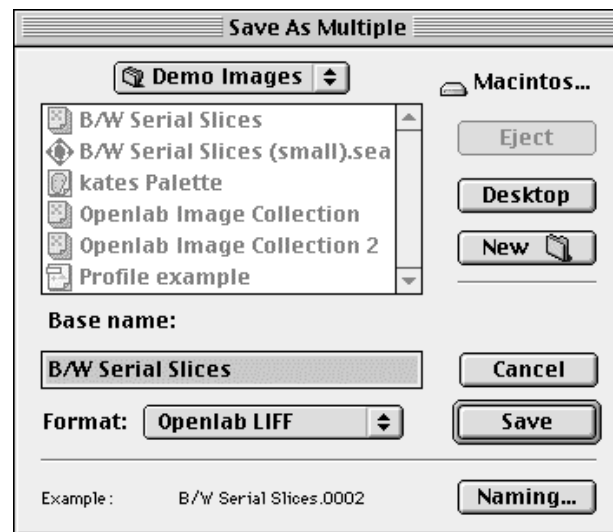 Save As Multiple
Demo Images
Macintos...
B/W Serial Slices
B/W Serial Slices (small).sea
kates Palette
Openlab Image Collection
Openlab Image Collection 2
Profile example
Eject
Desktop
New
Base name:
B/W Serial Slices
Cancel
Format: Openlab LIFF
Save
Example: B/W Serial Slices.0002
Naming...